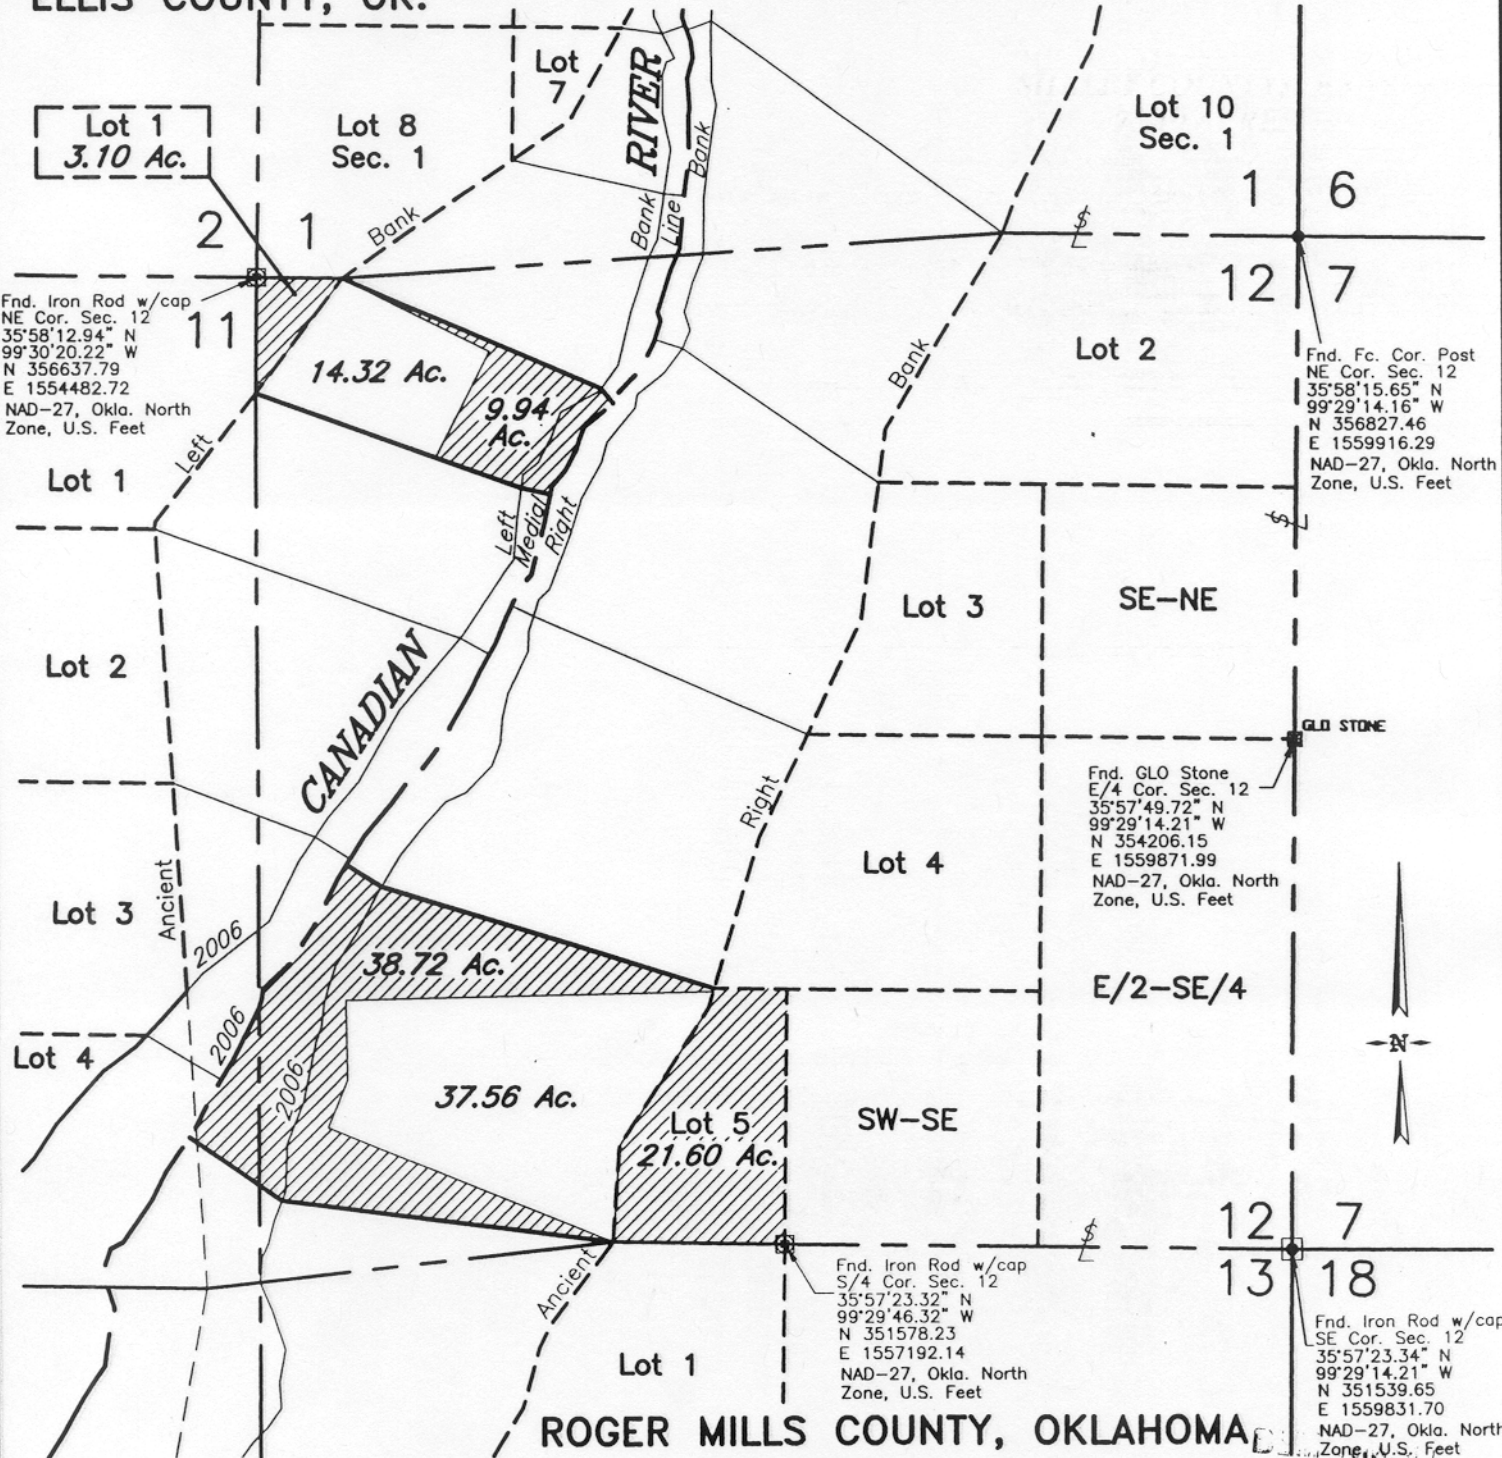 ELLIS COUNTY, OK.
Lot 1
3.10 Ac.
Lot 8
Sec. 1
Lot
7
RIVER
Bank
Lot 10
Sec. 1
1
6
2
1
Bank
Bank
Line
12
7
Fnd. Iron Rod w/cap
NE Cor. Sec. 12
35°58'12.94" N
99°30'20.22" W
N 356637.79
E 1554482.72
NAD-27, Okla. North
Zone, U.S. Feet
11
14.32 Ac.
9.94
Ac.
Bank
Lot 2
Fnd. Fc. Cor. Post
NE Cor. Sec. 12
35°58'15.65" N
99°29'14.16" W
N 356827.46
E 1559916.29
NAD-27, Okla. North
Zone, U.S. Feet
Left
Lot 1
Left
Medial
Right
Lot 3
SE-NE
Lot 2
CANADIAN
GLO STONE
Fnd. GLO Stone
E/4 Cor. Sec. 12
35°57'49.72" N
99°29'14.21" W
N 354206.15
E 1559871.99
NAD-27, Okla. North
Zone, U.S. Feet
Right
Lot 4
Ancient
Lot 3
2006
38.72 Ac.
E/2-SE/4
2006
Lot 4
2006
N
37.56 Ac.
Lot 5
21.60 Ac.
SW-SE
12
7
13
18
Ancient
Fnd. Iron Rod w/cap
S/4 Cor. Sec. 12
35°57'23.32" N
99°29'46.32" W
N 351578.23
E 1557192.14
NAD-27, Okla. North
Zone, U.S. Feet
Fnd. Iron Rod w/cap
SE Cor. Sec. 12
35°57'23.34" N
99°29'14.21" W
N 351539.65
E 1559831.70
NAD-27, Okla. North
Zone, U.S. Feet
Lot 1
ROGER MILLS COUNTY, OKLAHOMA